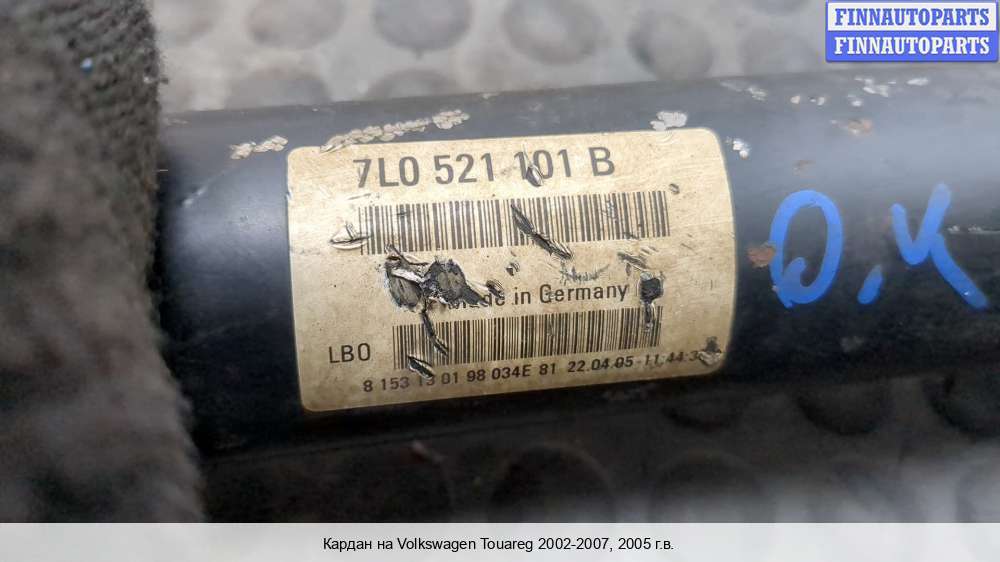 FINNAUTOPARTS
FINNAUTOPARTS
7L0 521 101 B
Made in Germany
LBO
8 153 13 01 98 034E 81 22.04.05-11:44:3
О.К
Кардан на Volkswagen Touareg 2002-2007, 2005 г.в.